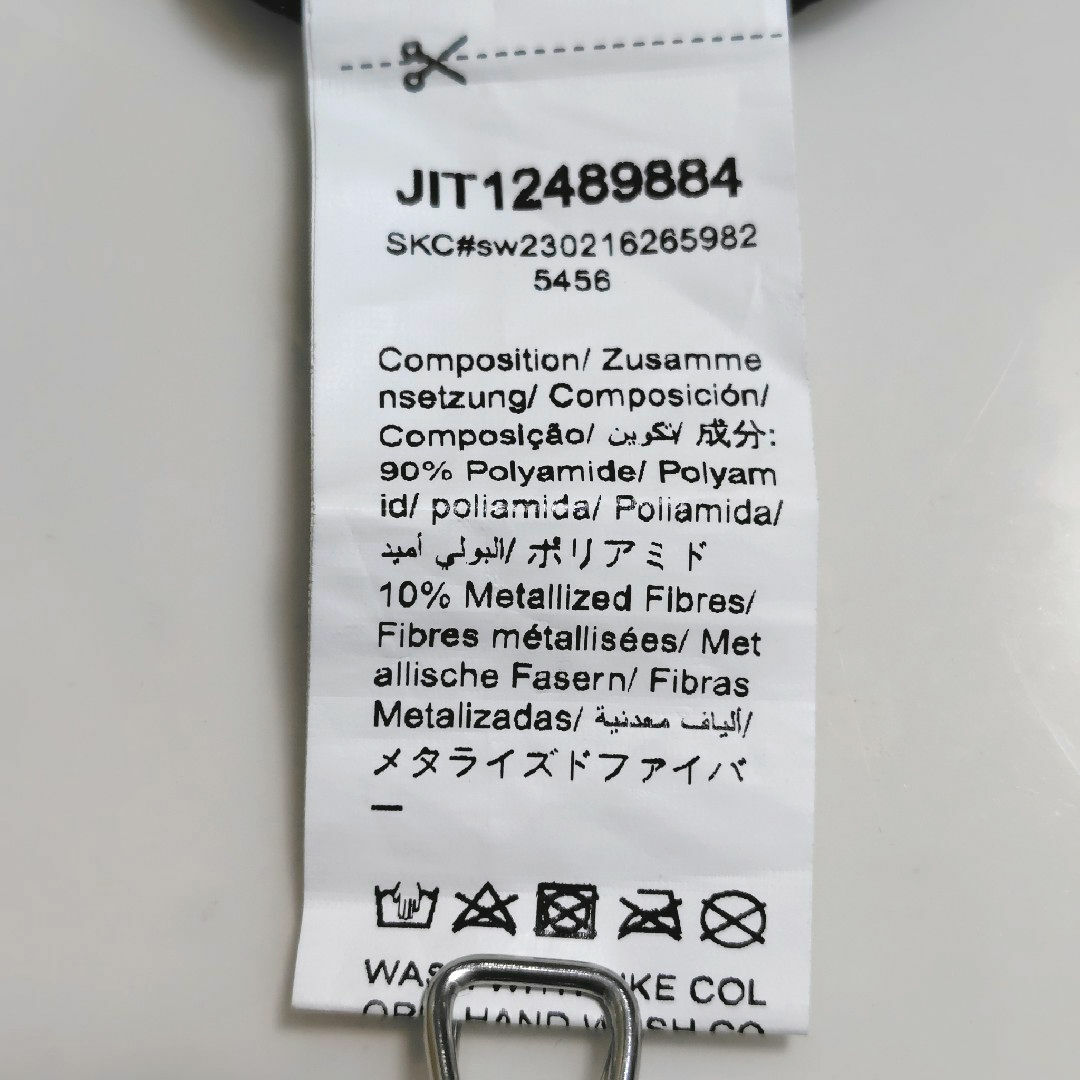 JIT12489884
SKC#sw230216265982
5456
Composition/ Zusamme
nsetzung/ Composición/
Composição/ تكوين/ 成分:
90% Polyamide/ Polyam
id/ poliamida/ Poliamida/
البولي أميد/ ポリアミド
10% Metallized Fibres/
Fibres métallisées/ Met
allische Fasern/ Fibras
Metalizadas/ ألياف معدنية/
メタライズドファイバ
ー
COL
HAND